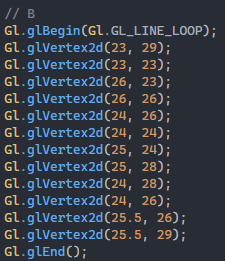 // B
Gl.glBegin(Gl.GL_LINE_LOOP);
Gl.glVertex2d(23, 29);
Gl.glVertex2d(23, 23);
Gl.glVertex2d(26, 23);
Gl.glVertex2d(26, 26);
Gl.glVertex2d(24, 26);
Gl.glVertex2d(24, 24);
Gl.glVertex2d(25, 24);
Gl.glVertex2d(25, 28);
Gl.glVertex2d(24, 28);
Gl.glVertex2d(24, 26);
Gl.glVertex2d(25.5, 26);
Gl.glVertex2d(25.5, 29);
Gl.glEnd();